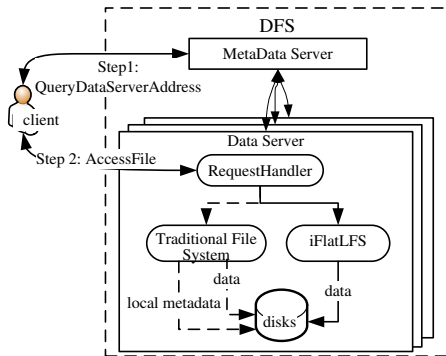 DFS
MetaData Server
Step1:
QueryDataServerAddress
client
Data Server
Step 2: AccessFile
RequestHandler
Traditional File
System
iFlatLFS
data
data
local metadata
disks